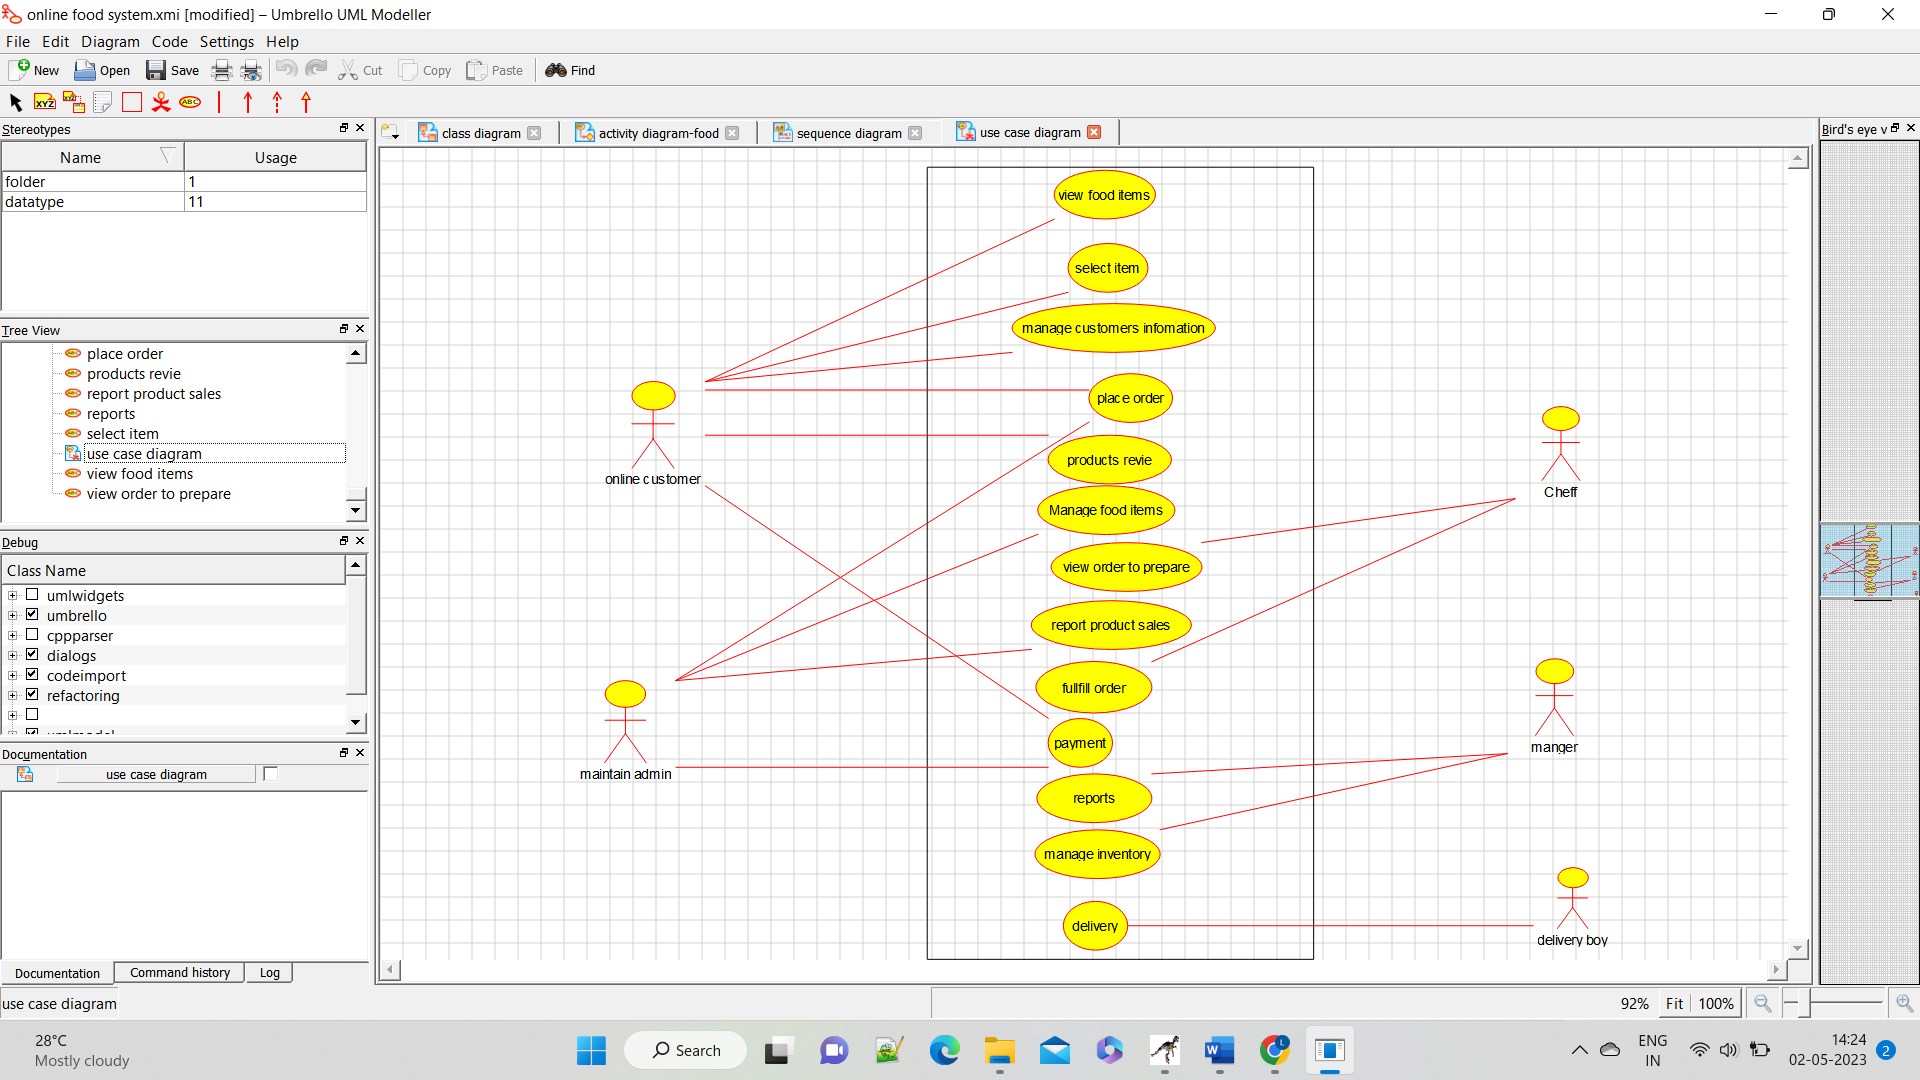 online food system.xmi [modified] – Umbrello UML Modeller
File Edit Diagram Code Settings Help
New Open Save Cut Copy Paste Find
XYZ XYZ ABC
Stereotypes
Name Usage
folder 1
datatype 11
Tree View
place order
products revie
report product sales
reports
select item
use case diagram
view food items
view order to prepare
Debug
Class Name
umlwidgets
umbrello
cppparser
dialogs
codeimport
refactoring
umlmodel
Documentation
use case diagram
Documentation Command history Log
class diagram activity diagram-food sequence diagram use case diagram
view food items
select item
manage customers infomation
place order
products revie
Manage food items
view order to prepare
report product sales
fullfill order
payment
reports
manage inventory
delivery
online customer
maintain admin
Cheff
manger
delivery boy
Bird's eye v
use case diagram
92% Fit 100%
28°C
Mostly cloudy
Search
L
W
ENG
IN
14:24
02-05-2023
2